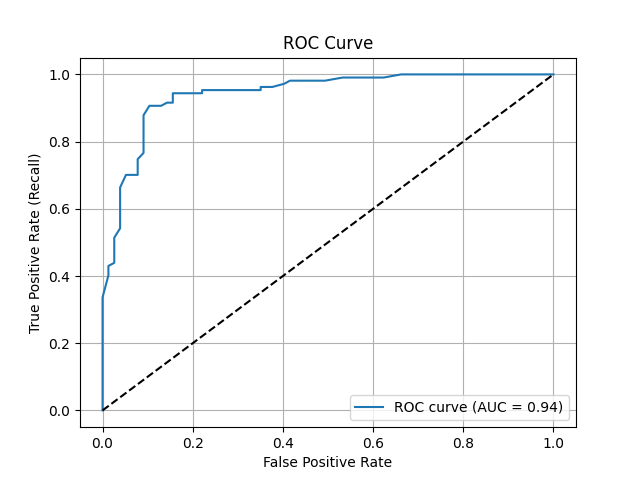 ROC Curve
True Positive Rate (Recall)
1.0
0.8
0.6
0.4
0.2
0.0
0.0 0.2 0.4 0.6 0.8 1.0
False Positive Rate
ROC curve (AUC = 0.94)